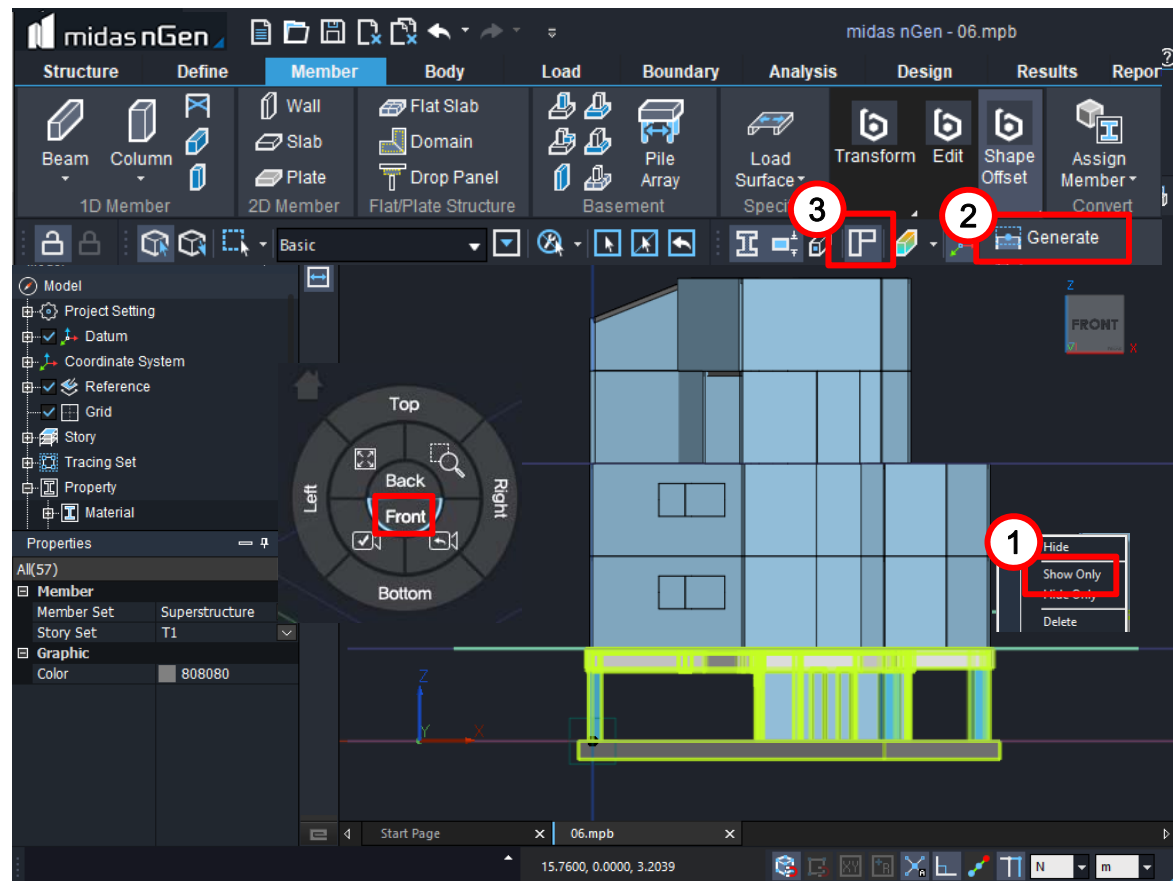 midas nGen
midas nGen - 06.mpb
?
Structure Define Member Body Load Boundary Analysis Design Results Repor
Beam
Column
1D Member
Wall
Slab
Plate
2D Member
Flat Slab
Domain
Drop Panel
Flat/Plate Structure
Basement
Pile
Array
Load
Surface
Speci
Transform
Edit
Shape
Offset
Assign
Member
Convert
3
2
Generate
Basic
Model
Project Setting
Datum
Coordinate System
Reference
Grid
Story
Tracing Set
Property
Material
Z
FRONT
X
Top
Left
Back
Right
Front
Bottom
1
Hide
Show Only
Hide Only
Delete
Properties
All(57)
Member
Member Set Superstructure
Story Set T1
Graphic
Color 808080
Z
Y
X
Start Page X 06.mpb X
15.7600, 0.0000, 3.2039
N
m